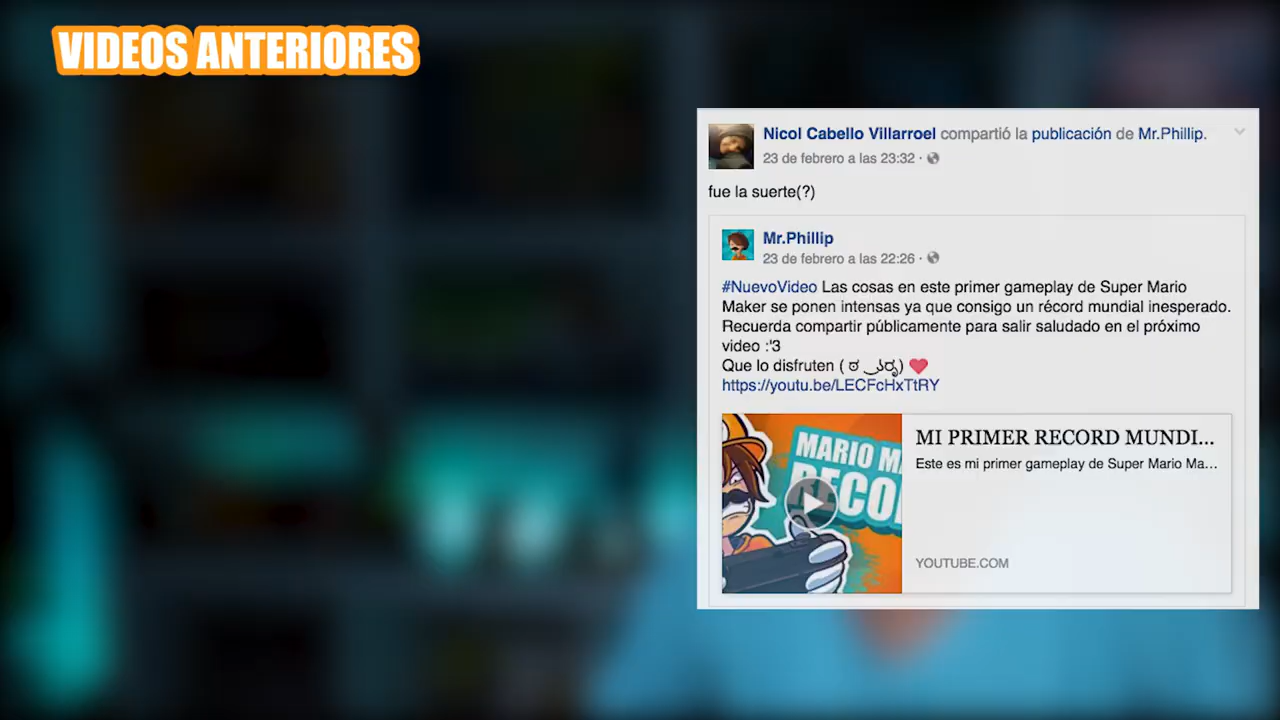 VIDEOS ANTERIORES
Nicol Cabello Villarroel compartió la publicación de Mr.Phillip.
23 de febrero a las 23:32 ·
fue la suerte(?)
Mr.Phillip
23 de febrero a las 22:26 ·
#NuevoVideo Las cosas en este primer gameplay de Super Mario
Maker se ponen intensas ya que consigo un récord mundial inesperado.
Recuerda compartir públicamente para salir saludado en el próximo
video :'3
Que lo disfruten ( ಠ ͜ʖರೃ) ❤
https://youtu.be/LECFcHxTtRY
MARIO M
RECO
MI PRIMER RECORD MUNDI...
Este es mi primer gameplay de Super Mario Ma...
YOUTUBE.COM